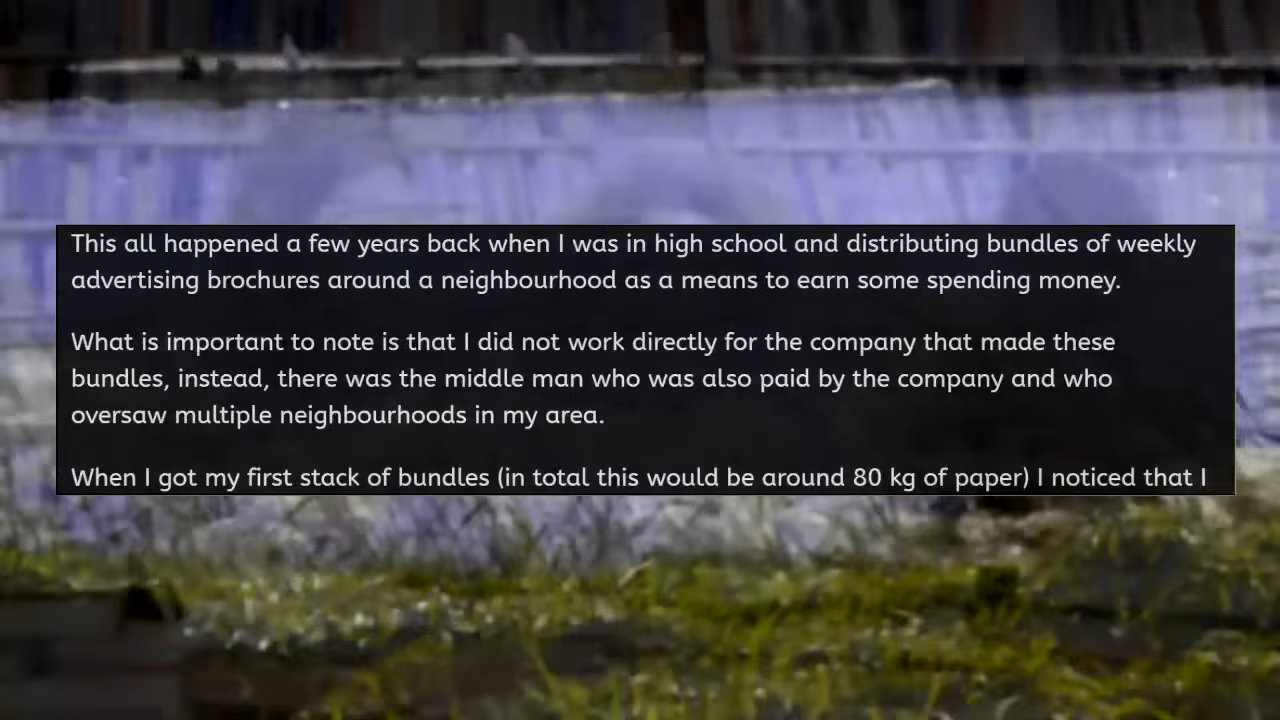 This all happened a few years back when I was in high school and distributing bundles of weekly
advertising brochures around a neighbourhood as a means to earn some spending money.
What is important to note is that I did not work directly for the company that made these
bundles, instead, there was the middle man who was also paid by the company and who
oversaw multiple neighbourhoods in my area.
When I got my first stack of bundles (in total this would be around 80 kg of paper) I noticed that I